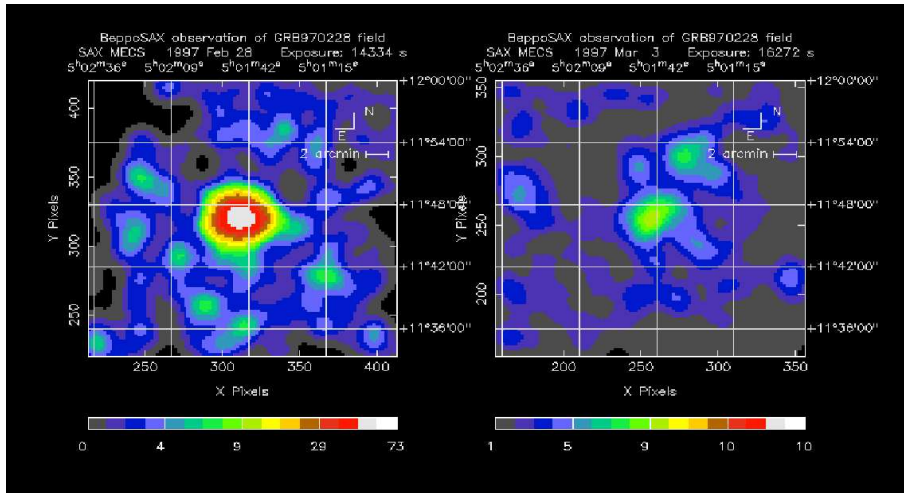 BeppoSAX observation of GRB970228 field
SAX MECS 1997 Feb 28 Exposure: 14334 s
5h02m36s 5h02m09s 5h01m42s 5h01m15s
+12°00'00"
400
N
E
+11°54'00"
2 arcmin
350
+11°48'00"
Y Pixels
300
+11°42'00"
250
+11°36'00"
250 300 350 400
X Pixels
0 4 9 29 73
BeppoSAX observation of GRB970228 field
SAX MECS 1997 Mar 3 Exposure: 16272 s
5h02m36s 5h02m09s 5h01m42s 5h01m15s
350
+12°00'00"
N
E
+11°54'00"
300
2 arcmin
+11°48'00"
Y Pixels
250
+11°42'00"
200
+11°36'00"
200 250 300 350
X Pixels
1 5 9 10 10